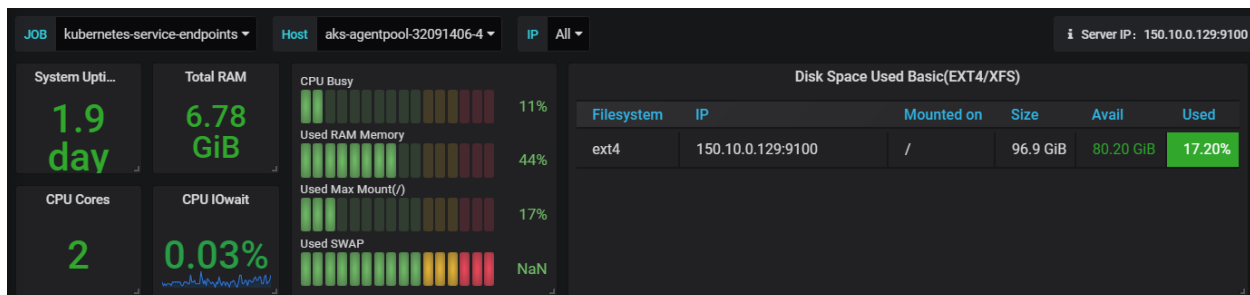 JOB kubernetes-service-endpoints Host aks-agentpool-32091406-4 IP All i Server IP：150.10.0.129:9100
System Upti...
1.9
day
Total RAM
6.78
GiB
CPU Cores
2
CPU IOwait
0.03%
CPU Busy
11%
Used RAM Memory
44%
Used Max Mount(/)
17%
Used SWAP
NaN
Disk Space Used Basic(EXT4/XFS)
Filesystem IP Mounted on Size Avail Used
ext4 150.10.0.129:9100 / 96.9 GiB 80.20 GiB 17.20%